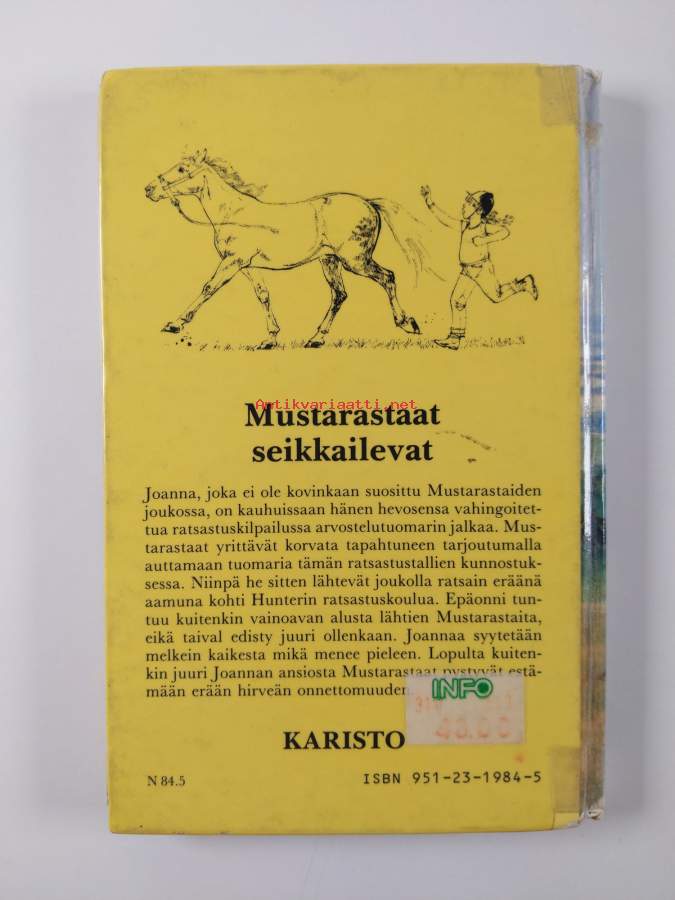 Antikvariaatti.net
Mustarastaat
seikkailevat
Joanna, joka ei ole kovinkaan suosittu Mustarastaiden
joukossa, on kauhuissaan hänen hevosensa vahingoitet-
tua ratsastuskilpailussa arvostelutuomarin jalkaa. Mus-
tarastaat yrittävät korvata tapahtuneen tarjoutumalla
auttamaan tuomaria tämän ratsastustallien kunnostuk-
sessa. Niinpä he sitten lähtevät joukolla ratsain eräänä
aamuna kohti Hunterin ratsastuskoulua. Epäonni tun-
tuu kuitenkin vainoavan alusta lähtien Mustarastaita,
eikä taival edisty juuri ollenkaan. Joannaa syytetään
melkein kaikesta mikä menee pieleen. Lopulta kuiten-
kin juuri Joannan ansiosta Mustarastaat pystyvät estä-
mään erään hirveän onnettomuuden.
INFO
40.00
KARISTO
N 84.5
ISBN 951-23-1984-5